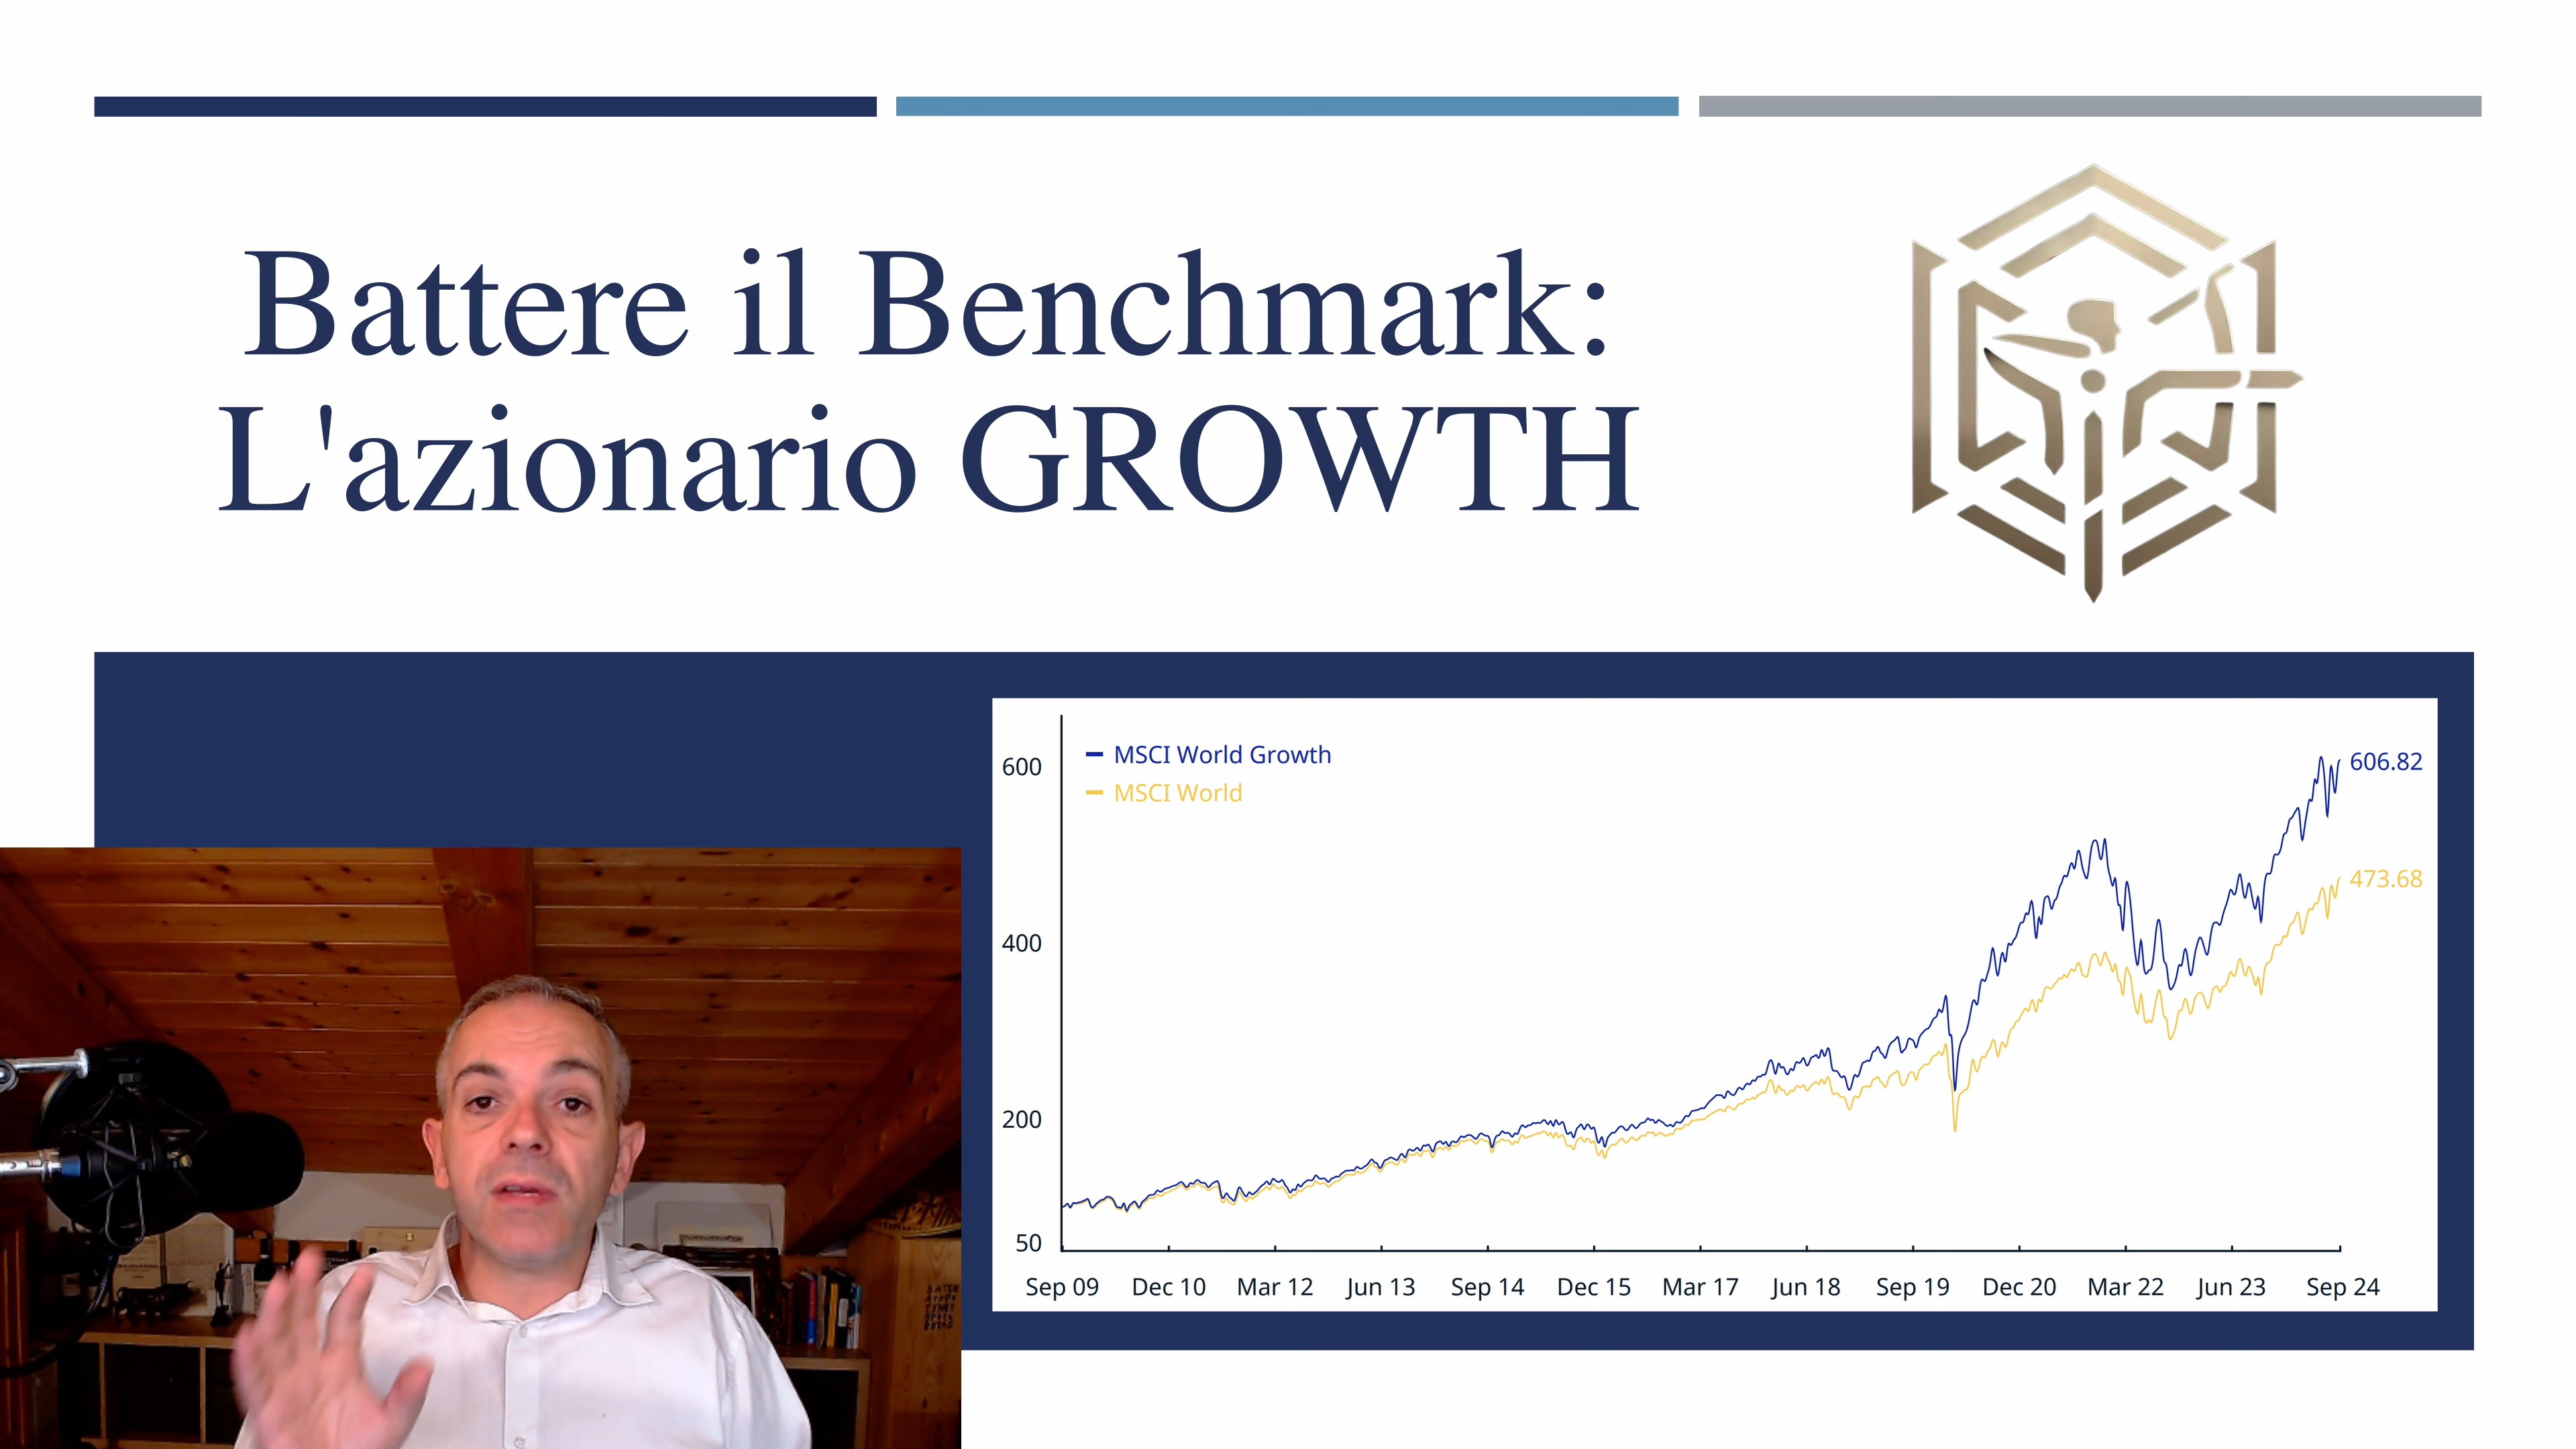 Battere il Benchmark:
L'azionario GROWTH
MSCI World Growth
MSCI World
600
400
200
50
606.82
473.68
Sep 09 Dec 10 Mar 12 Jun 13 Sep 14 Dec 15 Mar 17 Jun 18 Sep 19 Dec 20 Mar 22 Jun 23 Sep 24